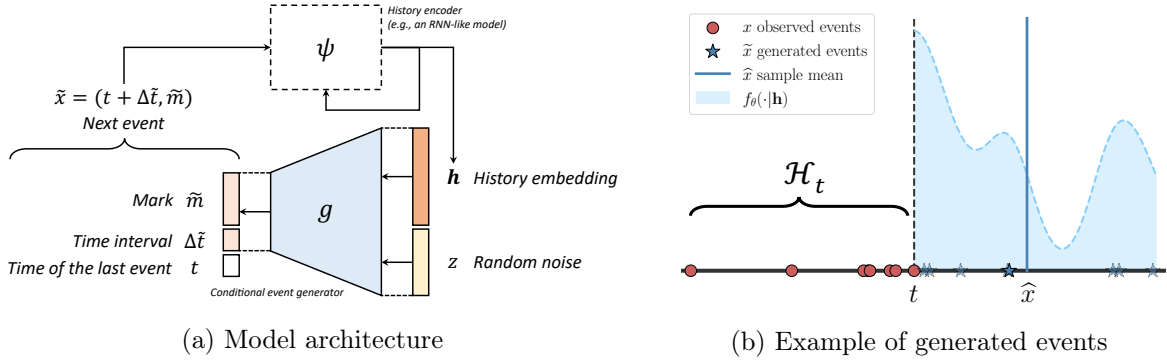 History encoder
(e.g., an RNN-like model)
ψ
x̃ = (t + Δt̃, m̃)
Next event
Mark m̃
Time interval Δt̃
Time of the last event t
g
Conditional event generator
h History embedding
z Random noise
(a) Model architecture
x observed events
x̃ generated events
x̂ sample mean
f_θ(·|h)
ℋ_t
t
x̂
(b) Example of generated events